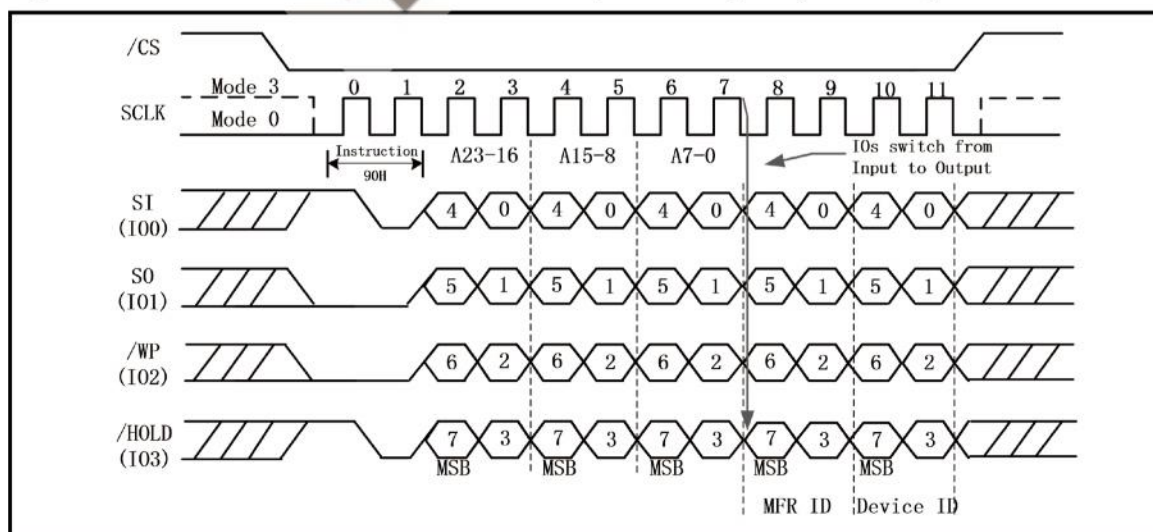 /CS
Mode 3
0 1 2 3 4 5 6 7 8 9 10 11
SCLK
Mode 0
Instruction
90H
A23-16 A15-8 A7-0
IOs switch from
Input to Output
SI
(IO0)
4 0 4 0 4 0 4 0 4 0
SO
(IO1)
5 1 5 1 5 1 5 1 5 1
/WP
(IO2)
6 2 6 2 6 2 6 2 6 2
/HOLD
(IO3)
7 3 7 3 7 3 7 3 7 3
MSB MSB MSB MSB MSB
MFR ID Device ID